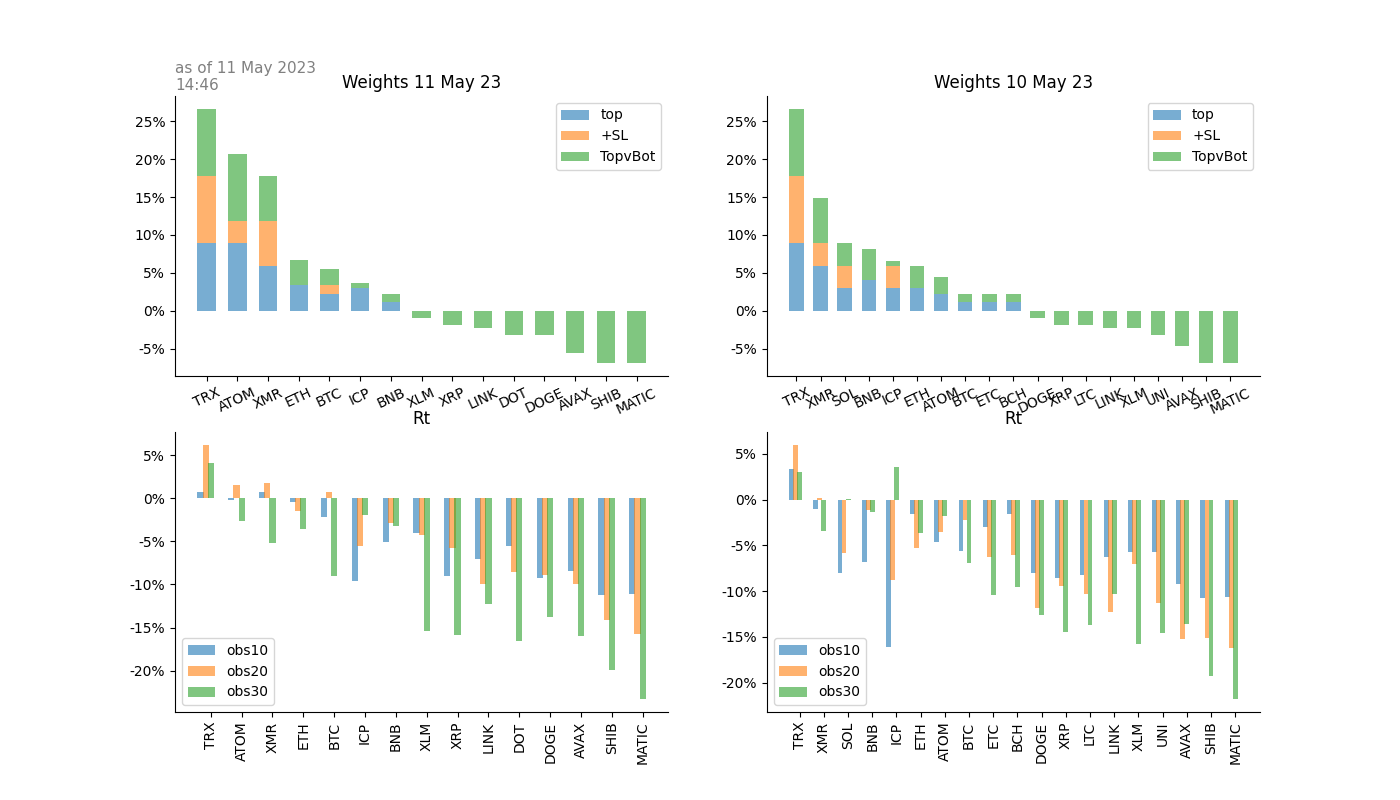 as of 11 May 2023
14:46
Weights 11 May 23
25%
20%
15%
10%
5%
0%
-5%
top
+SL
TopvBot
TRX ATOM XMR ETH BTC ICP BNB XLM XRP LINK DOT DOGE AVAX SHIB MATIC
Weights 10 May 23
25%
20%
15%
10%
5%
0%
-5%
top
+SL
TopvBot
TRX XMR SOL BNB ICP ETH ATOM BTC ETC BCH DOGE XRP LTC LINK XLM UNI AVAX SHIB MATIC
Rt
5%
0%
-5%
-10%
-15%
-20%
obs10
obs20
obs30
TRX ATOM XMR ETH BTC ICP BNB XLM XRP LINK DOT DOGE AVAX SHIB MATIC
Rt
5%
0%
-5%
-10%
-15%
-20%
obs10
obs20
obs30
TRX XMR SOL BNB ICP ETH ATOM BTC ETC BCH DOGE XRP LTC LINK XLM UNI AVAX SHIB MATIC